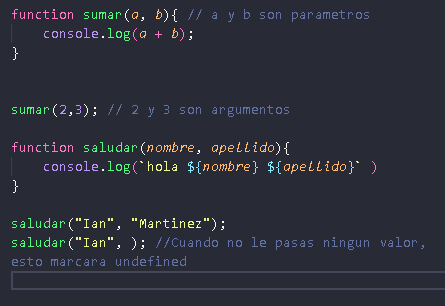 function sumar(a, b){ // a y b son parametros
console.log(a + b);
}
sumar(2,3); // 2 y 3 son argumentos
function saludar(nombre, apellido){
console.log(`hola ${nombre} ${apellido}` )
}
saludar("Ian", "Martinez");
saludar("Ian", ); //Cuando no le pasas ningun valor,
esto marcara undefined